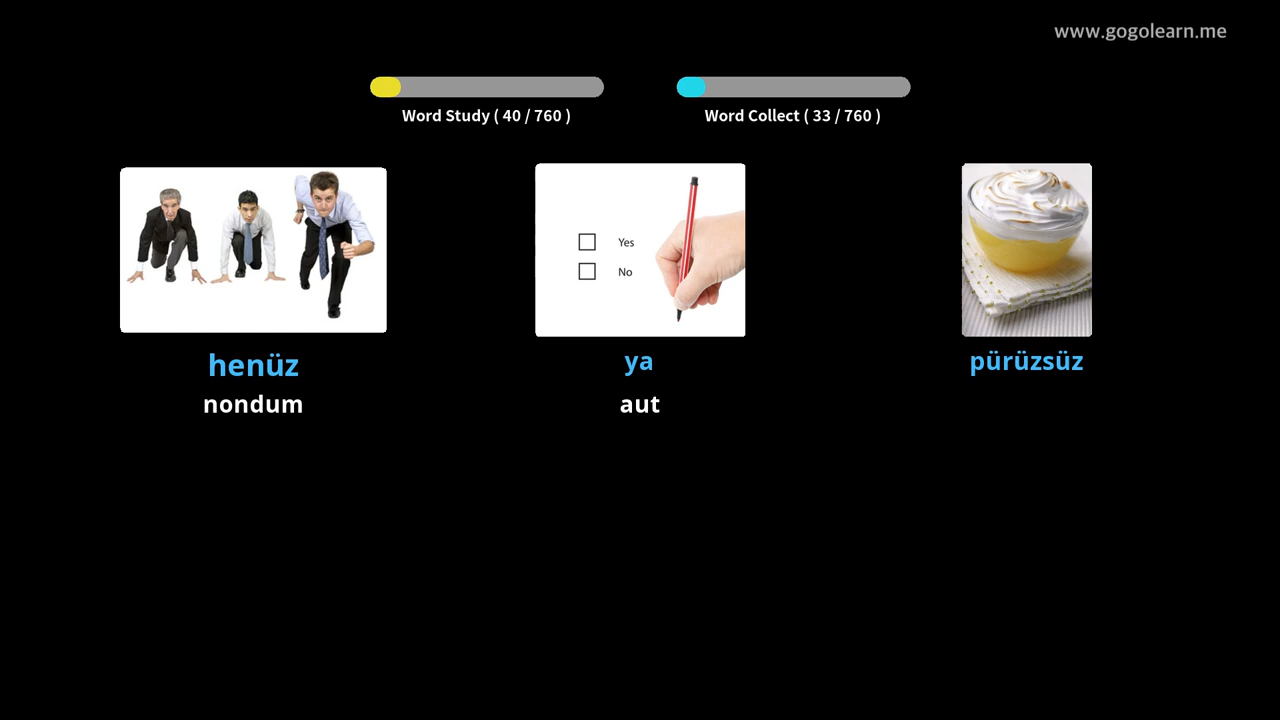 www.gogolearn.me
Word Study ( 40 / 760 )
Word Collect ( 33 / 760 )
Yes
No
henüz
nondum
ya
aut
pürüzsüz